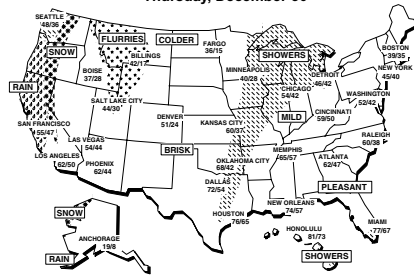 Thursday, December 30
SEATTLE
48/36
SNOW
FLURRIES
COLDER
BILLINGS
42/17
FARGO
36/15
BOISE
37/28
MINNEAPOLIS
40/28
SHOWERS
BOSTON
39/35
DETROIT
46/42
NEW YORK
45/40
RAIN
SALT LAKE CITY
44/30
CHICAGO
54/42
WASHINGTON
52/42
DENVER
51/24
KANSAS CITY
60/37
MILD
CINCINNATI
59/50
SAN FRANCISCO
55/47
LAS VEGAS
54/44
RALEIGH
60/38
LOS ANGELES
62/50
PHOENIX
62/44
BRISK
OKLAHOMA CITY
68/42
MEMPHIS
65/57
ATLANTA
62/47
DALLAS
72/54
PLEASANT
HOUSTON
76/65
NEW ORLEANS
74/57
MIAMI
77/67
SNOW
ANCHORAGE
19/8
RAIN
HONOLULU
81/73
SHOWERS